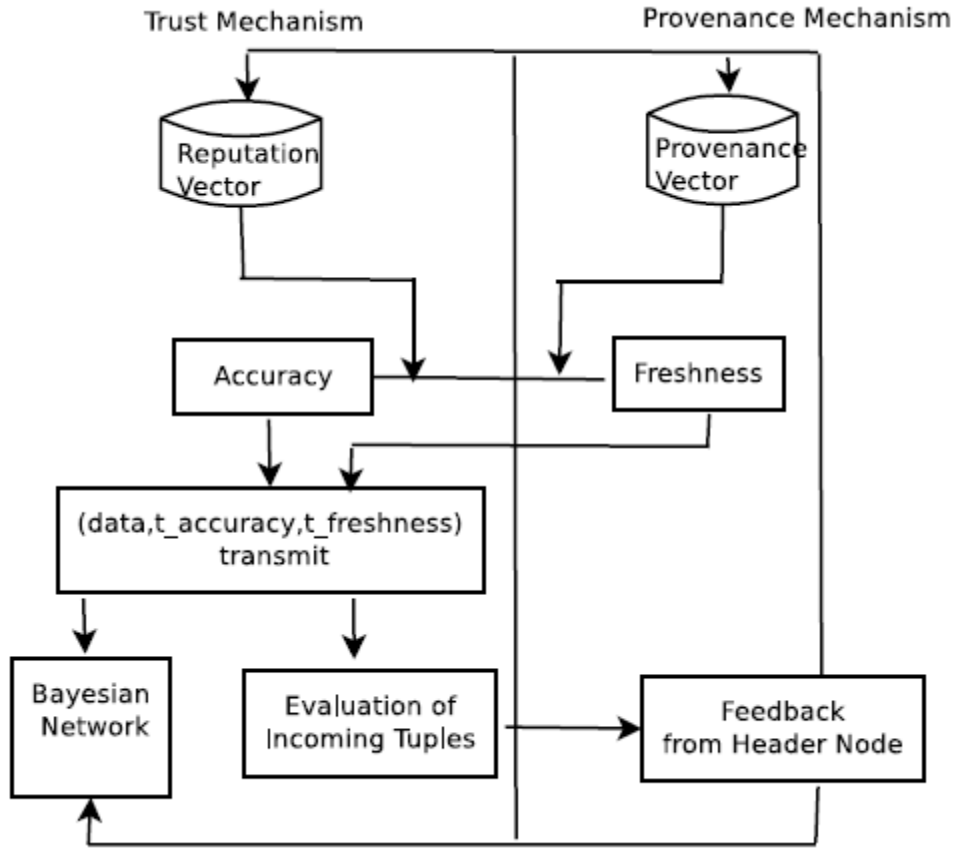 Trust Mechanism
Provenance Mechanism
Reputation
Vector
Provenance
Vector
Accuracy
Freshness
(data,t_accuracy,t_freshness)
transmit
Bayesian
Network
Evaluation of
Incoming Tuples
Feedback
from Header Node